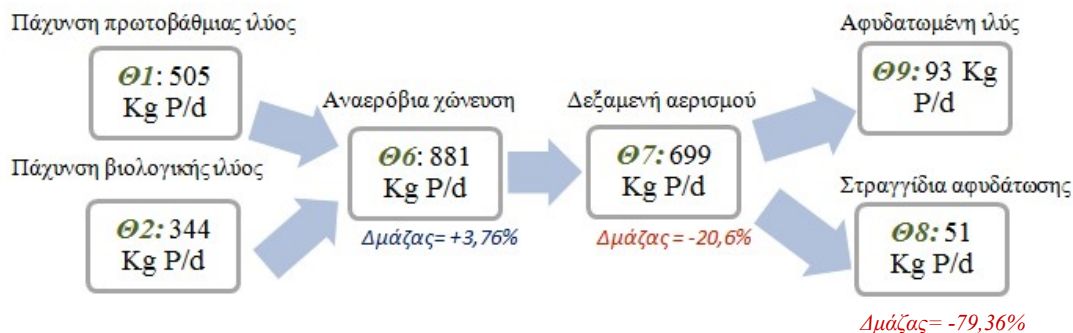 Πάχυνση πρωτοβάθμιας ιλύος
Θ1: 505
Kg P/d
Πάχυνση βιολογικής ιλύος
Θ2: 344
Kg P/d
Αναερόβια χώνευση
Θ6: 881
Kg P/d
Δμάζας= +3,76%
Δεξαμενή αερισμού
Θ7: 699
Kg P/d
Δμάζας = -20,6%
Αφυδατωμένη ιλύς
Θ9: 93 Kg
P/d
Στραγγίδια αφυδάτωσης
Θ8: 51
Kg P/d
Δμάζας= -79,36%